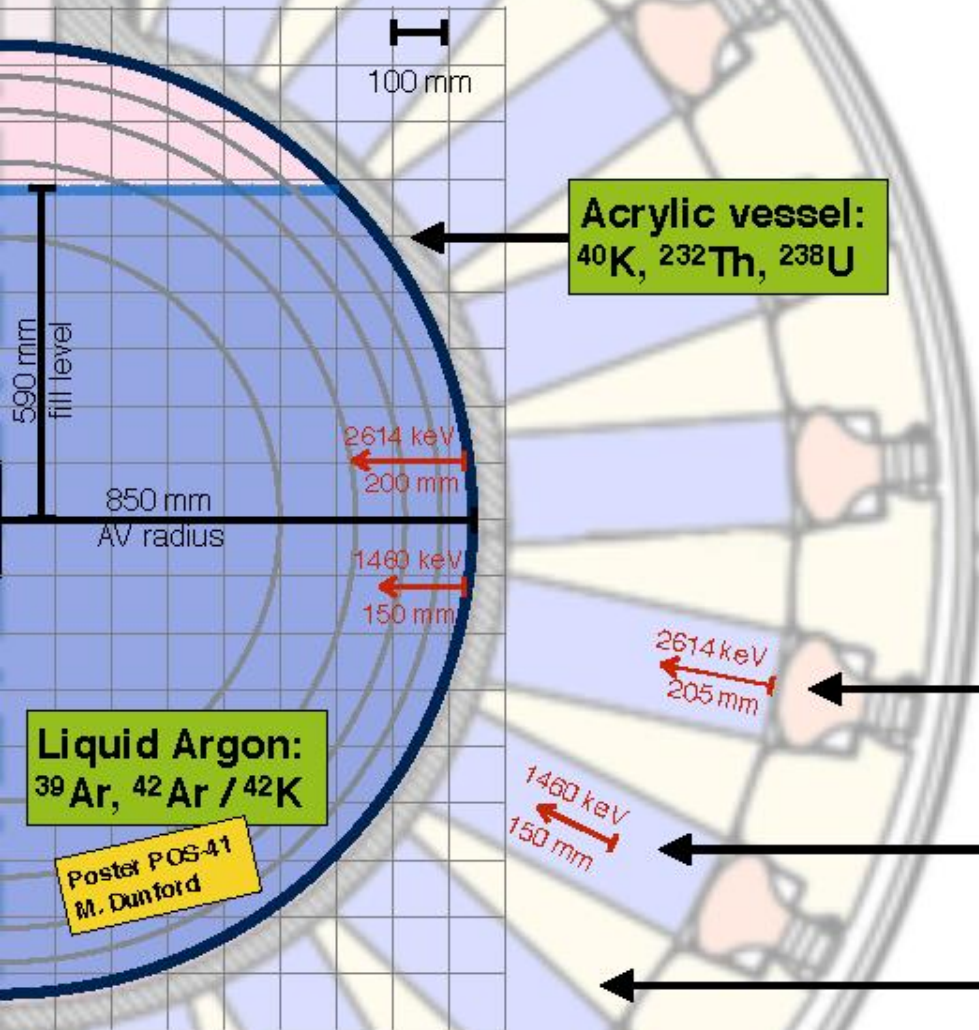 100 mm
Acrylic vessel:
⁴⁰K, ²³²Th, ²³⁸U
590 mm
fill level
2614 keV
200 mm
850 mm
AV radius
1460 keV
150 mm
2614 keV
205 mm
Liquid Argon:
³⁹Ar, ⁴²Ar / ⁴²K
1460 keV
150 mm
Poster POS-41
M. Dunford